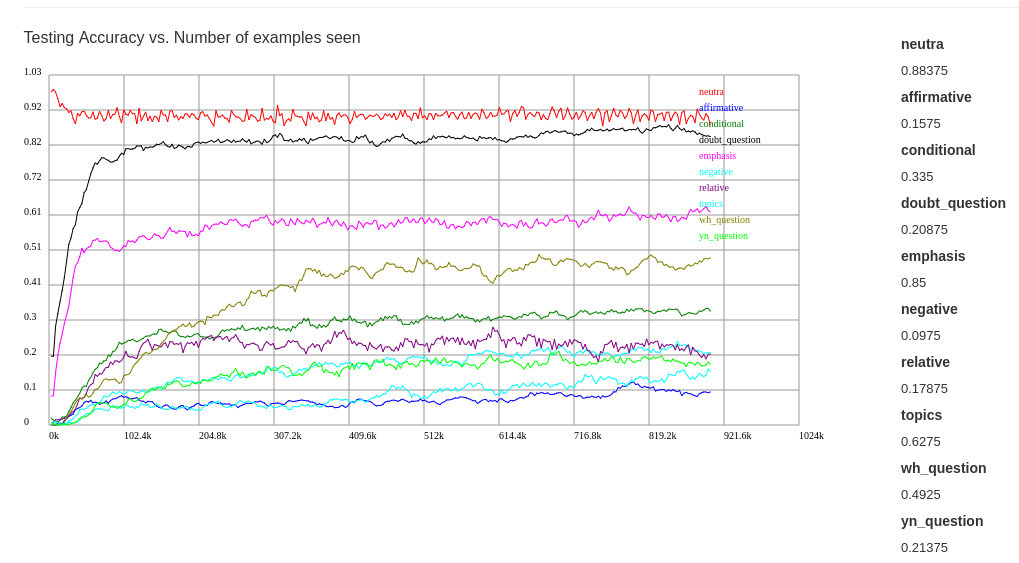 Testing Accuracy vs. Number of examples seen
1.03
0.92
0.82
0.72
0.61
0.51
0.41
0.3
0.2
0.1
0
0k
102.4k
204.8k
307.2k
409.6k
512k
614.4k
716.8k
819.2k
921.6k
1024k
neutra
affirmative
conditional
doubt_question
emphasis
negative
relative
topics
wh_question
yn_question
neutra
0.88375
affirmative
0.1575
conditional
0.335
doubt_question
0.20875
emphasis
0.85
negative
0.0975
relative
0.17875
topics
0.6275
wh_question
0.4925
yn_question
0.21375